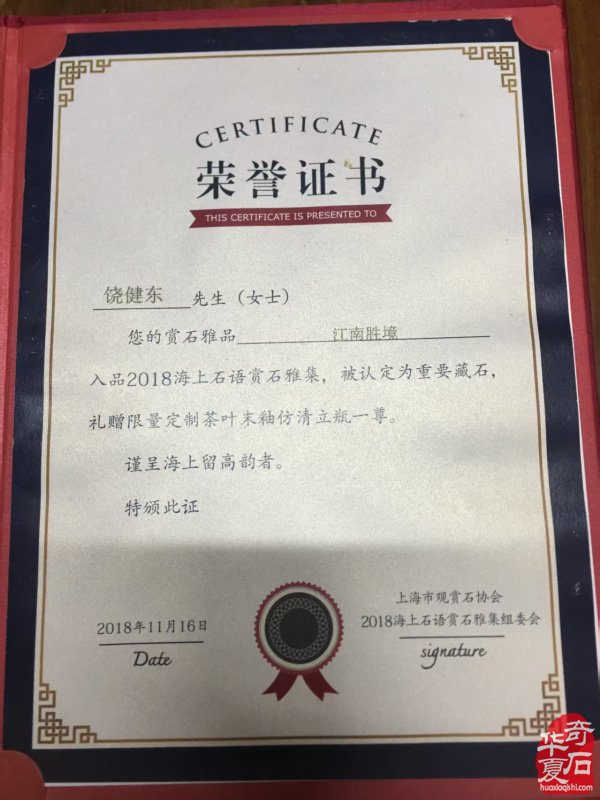 CERTIFICATE
荣誉证书
THIS CERTIFICATE IS PRESENTED TO
饶健东 先生（女士）
您的赏石雅品 江南胜境
入品2018海上石语赏石雅集，被认定为重要藏石，
礼赠限量定制茶叶末釉仿清立瓶一尊。
谨呈海上留高韵者。
特颁此证
上海市观赏石协会
2018年11月16日 2018海上石语赏石雅集组委会
Date signature
华夏奇石
huaxiaqishi.com